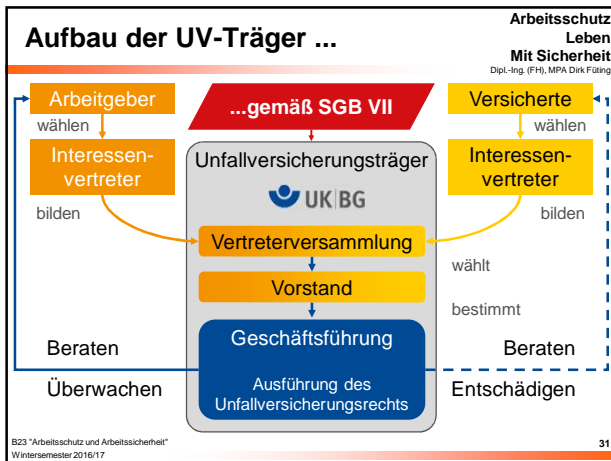 Aufbau der UV-Träger ...
Arbeitsschutz
Leben
Mit Sicherheit
Dipl.-Ing. (FH), MPA Dirk Füting
Arbeitgeber
...gemäß SGB VII
Versicherte
wählen
wählen
Interessen-
vertreter
Unfallversicherungsträger
Interessen-
vertreter
UK|BG
bilden
bilden
Vertreterversammlung
wählt
Vorstand
bestimmt
Geschäftsführung
Beraten
Beraten
Überwachen
Ausführung des
Unfallversicherungsrechts
Entschädigen
B23 "Arbeitsschutz und Arbeitssicherheit"
Wintersemester 2016/17
31